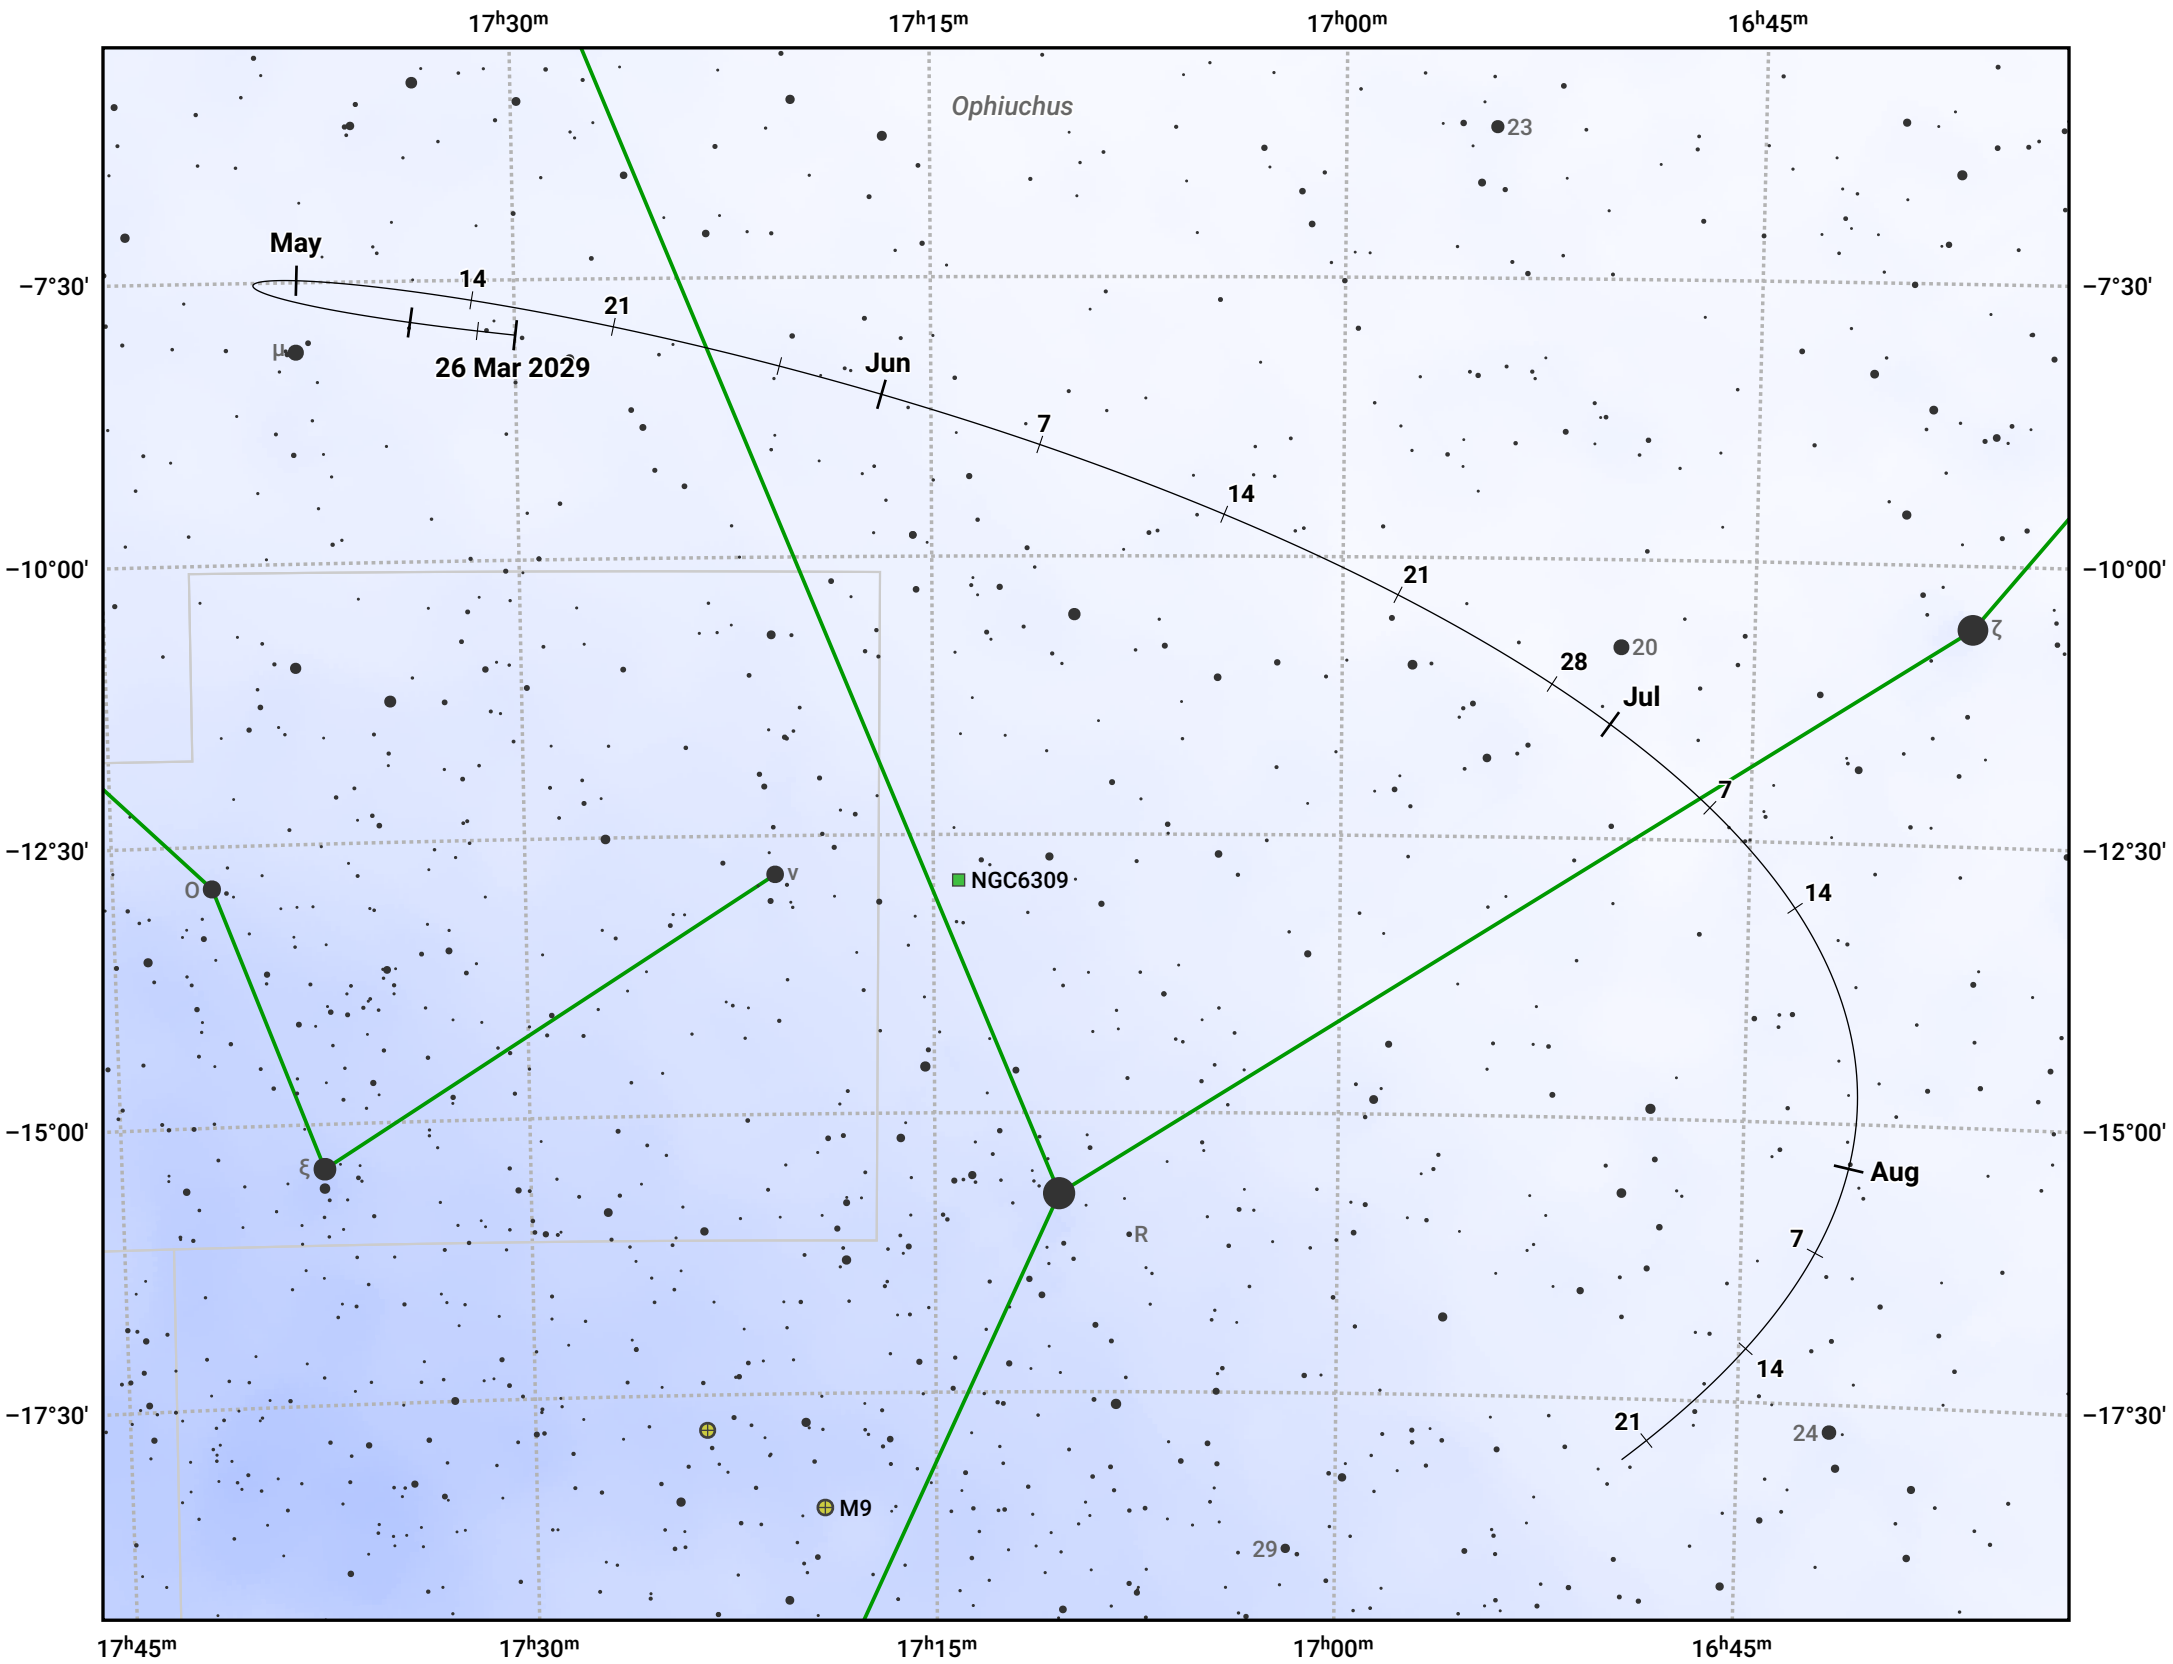 17ʰ30ᵐ 17ʰ15ᵐ 17ʰ00ᵐ 16ʰ45ᵐ
Ophiuchus
23
May
−7°30' 14 −7°30'
21
μ
26 Mar 2029
Jun
7
14
−10°00' 21 −10°00'
ζ
20
28
Jul
7
−12°30' −12°30'
ν
NGC6309
O
14
−15°00' −15°00'
ξ
Aug
R
7
14
−17°30' 21 −17°30'
24
M9
29
17ʰ45ᵐ 17ʰ30ᵐ 17ʰ15ᵐ 17ʰ00ᵐ 16ʰ45ᵐ